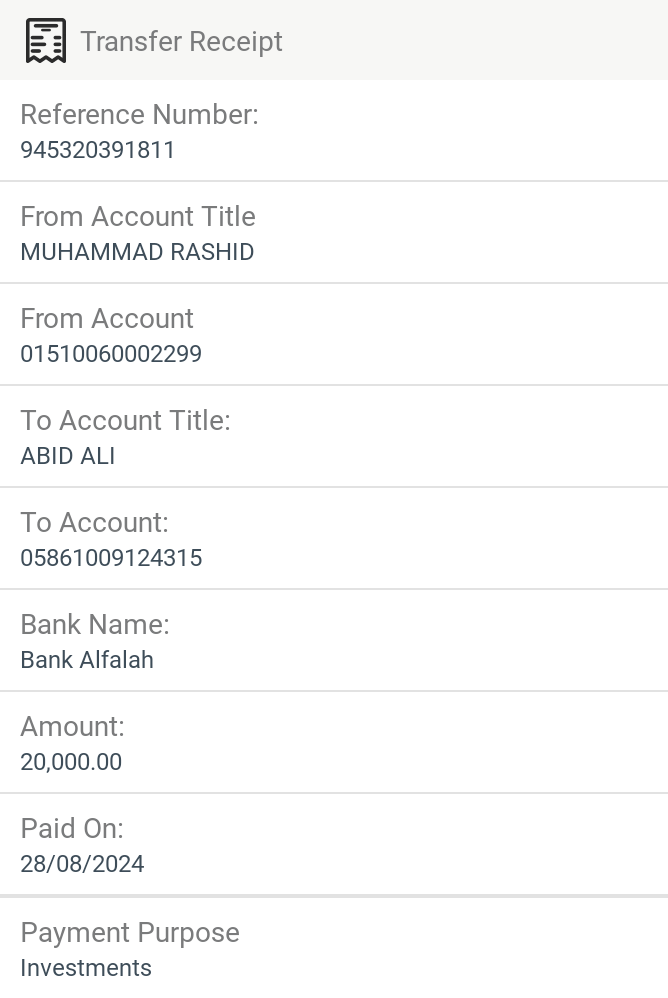 Transfer Receipt
Reference Number:
945320391811
From Account Title
MUHAMMAD RASHID
From Account
01510060002299
To Account Title:
ABID ALI
To Account:
05861009124315
Bank Name:
Bank Alfalah
Amount:
20,000.00
Paid On:
28/08/2024
Payment Purpose
Investments